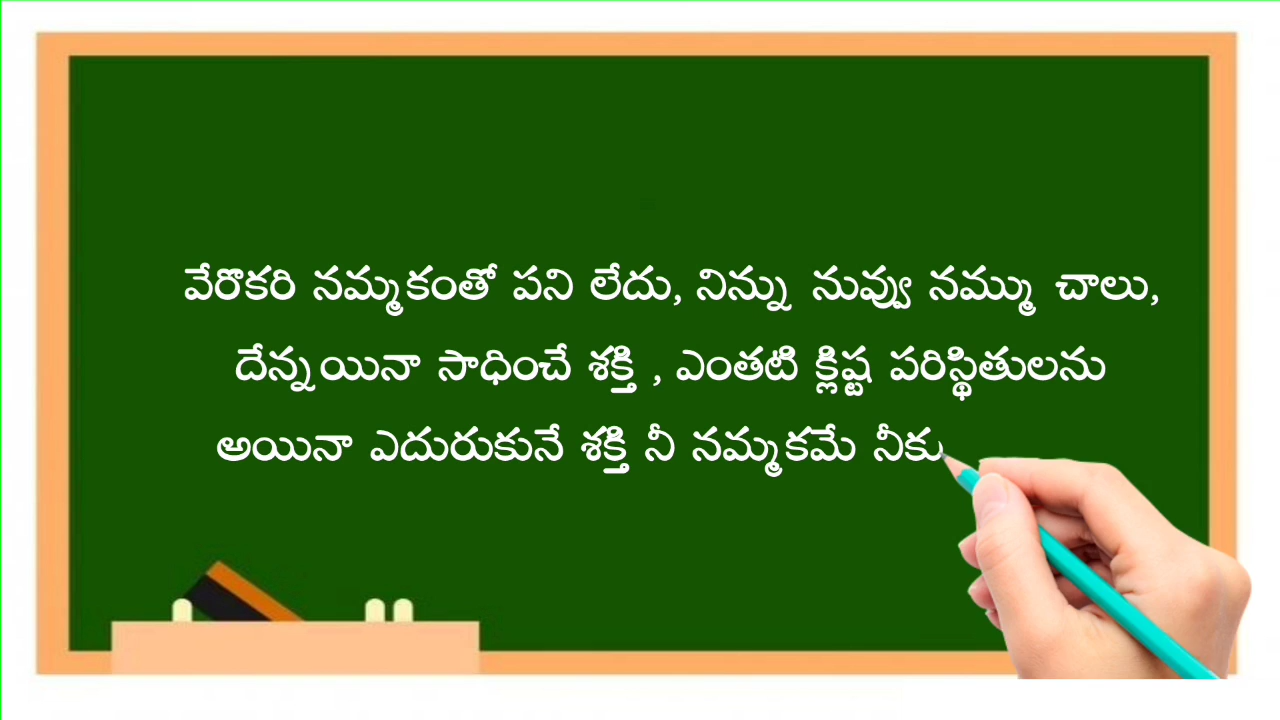 వేరొకరి నమ్మకంతో పని లేదు, నిన్ను నువ్వు నమ్ము చాలు,
దేన్నయినా సాధించే శక్తి , ఎంతటి క్లిష్ట పరిస్థితులను
అయినా ఎదురుకునే శక్తి నీ నమ్మకమే నీకు